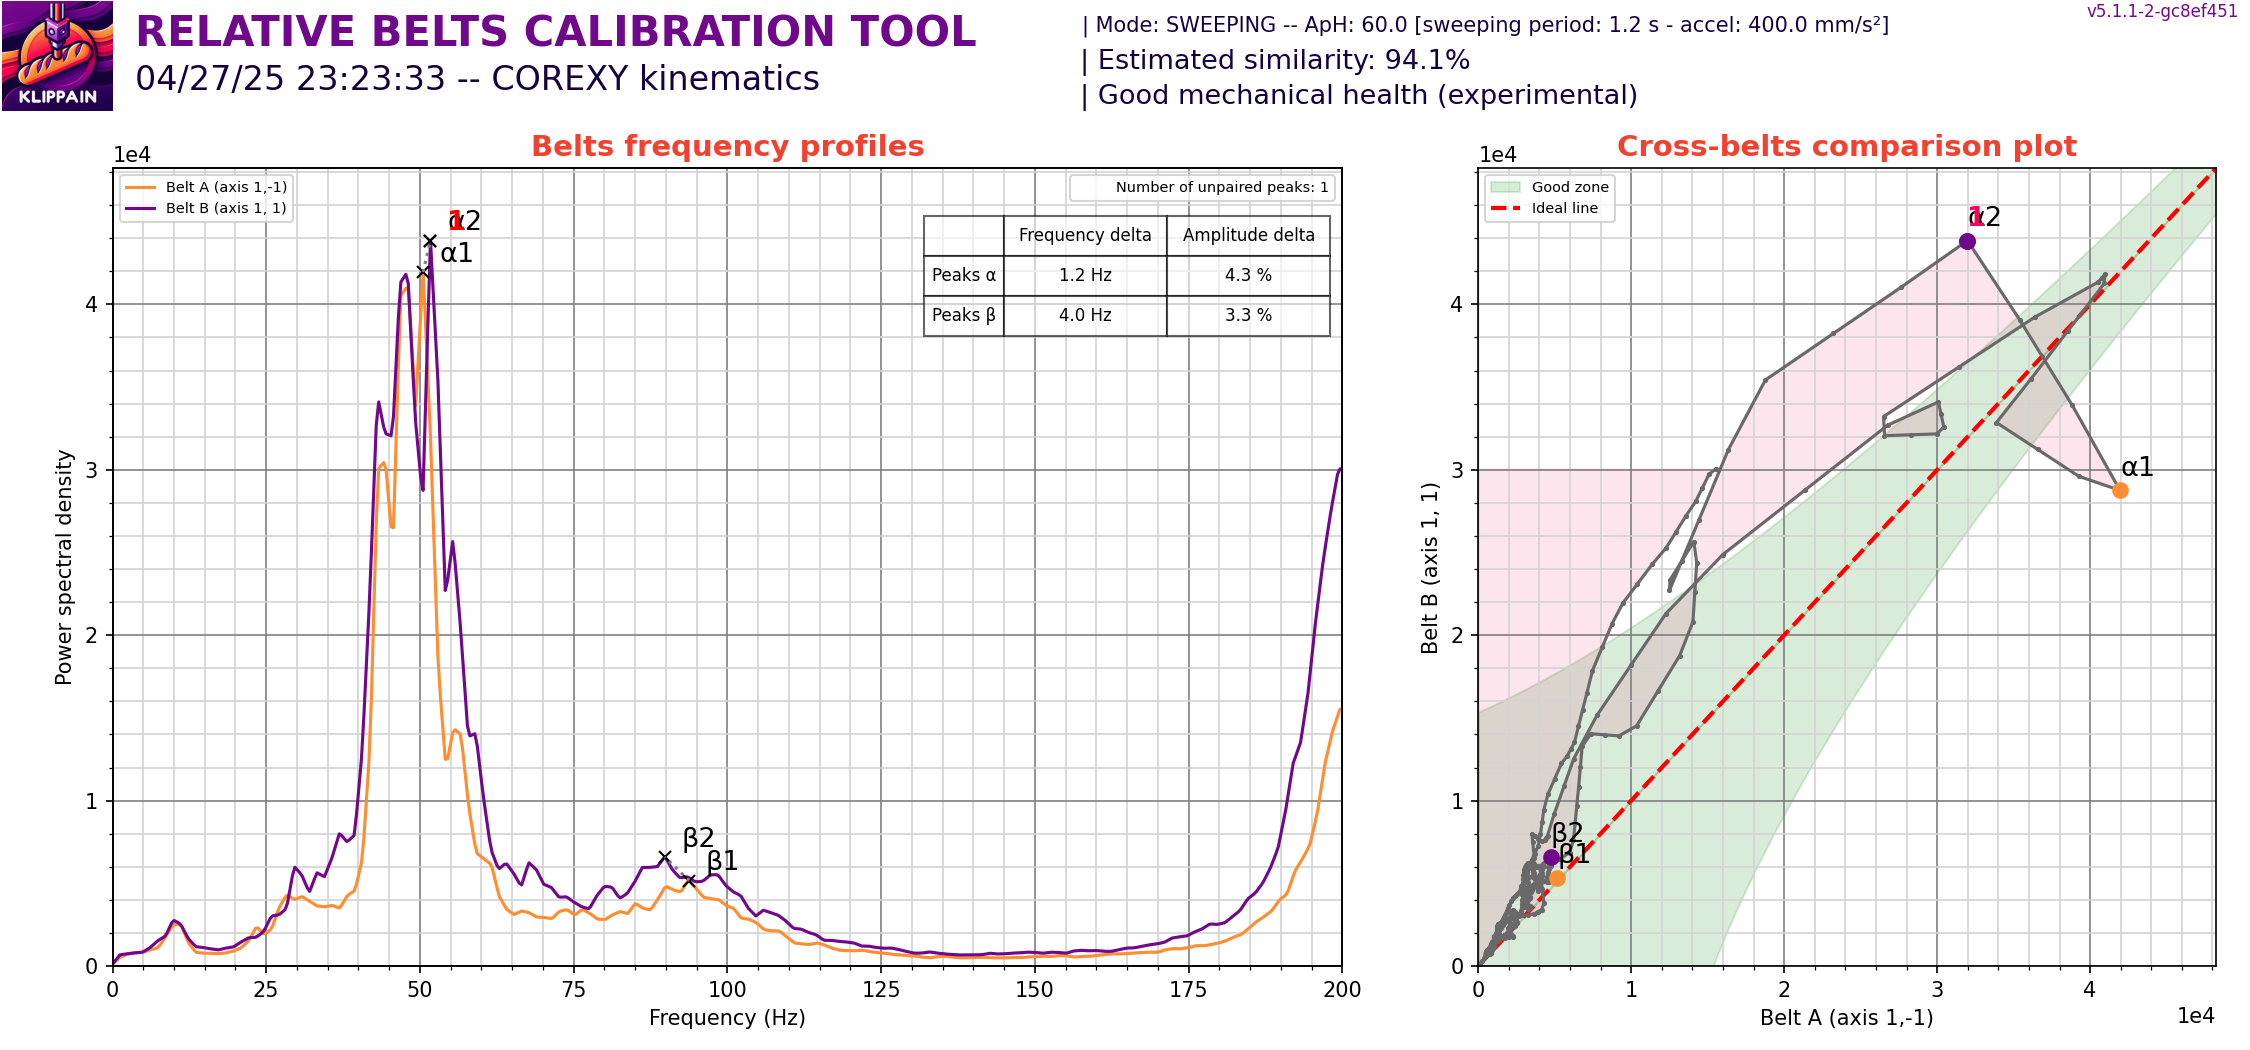 KLIPPAIN
RELATIVE BELTS CALIBRATION TOOL
04/27/25 23:23:33 -- COREXY kinematics
| Mode: SWEEPING -- ApH: 60.0 [sweeping period: 1.2 s - accel: 400.0 mm/s²]
| Estimated similarity: 94.1%
| Good mechanical health (experimental)
v5.1.1-2-gc8ef451
Belts frequency profiles
1e4
Belt A (axis 1,-1)
Belt B (axis 1, 1)
Number of unpaired peaks: 1
Frequency delta Amplitude delta
Peaks α 1.2 Hz 4.3 %
Peaks β 4.0 Hz 3.3 %
1
α2
α1
β2
β1
Power spectral density
4
3
2
1
0
0 25 50 75 100 125 150 175 200
Frequency (Hz)
Cross-belts comparison plot
1e4
Good zone
Ideal line
1
α2
α1
β2
β1
Belt B (axis 1, 1)
4
3
2
1
0
0 1 2 3 4
Belt A (axis 1,-1)
1e4